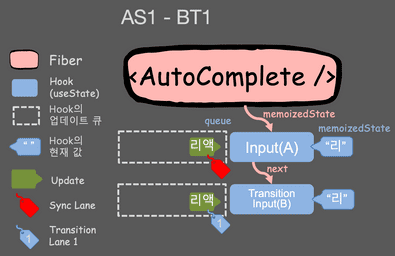 AS1 - BT1
Fiber
<AutoComplete />
Hook
(useState)
memoizedState
Hook의
업데이트 큐
queue
memoizedState
리액
Input(A)
“리”
“ ”
Hook의
현재 값
next
Update
리액
Transition
Input(B)
“리”
Sync Lane
1
1
Transition
Lane 1